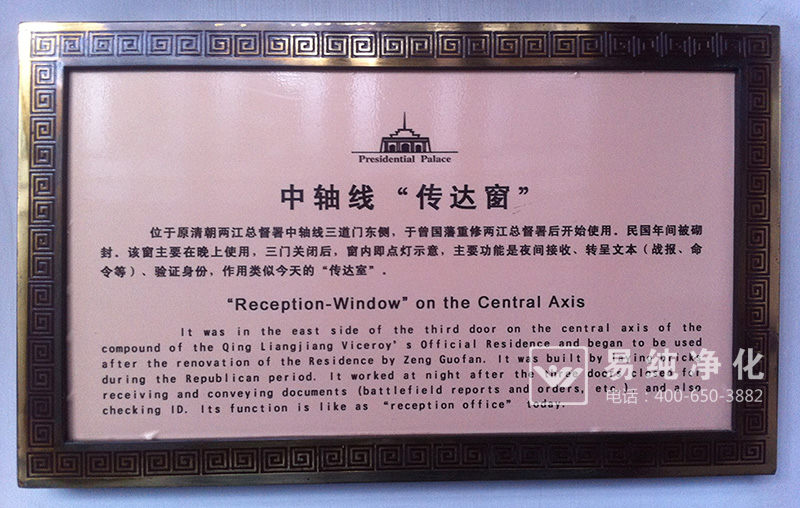 Presidential Palace
中轴线“传达窗”
位于原清朝两江总督署中轴线三道门东侧，于曾国藩重修两江总督署后开始使用。民国年间被砌
封。该窗主要在晚上使用，三门关闭后，窗内即点灯示意，主要功能是夜间接收、转呈文本（战报、命
令等）、验证身份，作用类似今天的“传达室”。
“Reception-Window” on the Central Axis
It was in the east side of the third door on the central axis of the
compound of the Qing Liangjiang Viceroy’s Official Residence and began to be used
after the renovation of the Residence by Zeng Guofan. It was built by laying bricks
during the Republican period. It worked at night after the door closed for
receiving and conveying documents (battlefield reports and orders, etc.), and also
checking ID. Its function is like as “reception office” today.
易纯净化
电话：400-650-3882